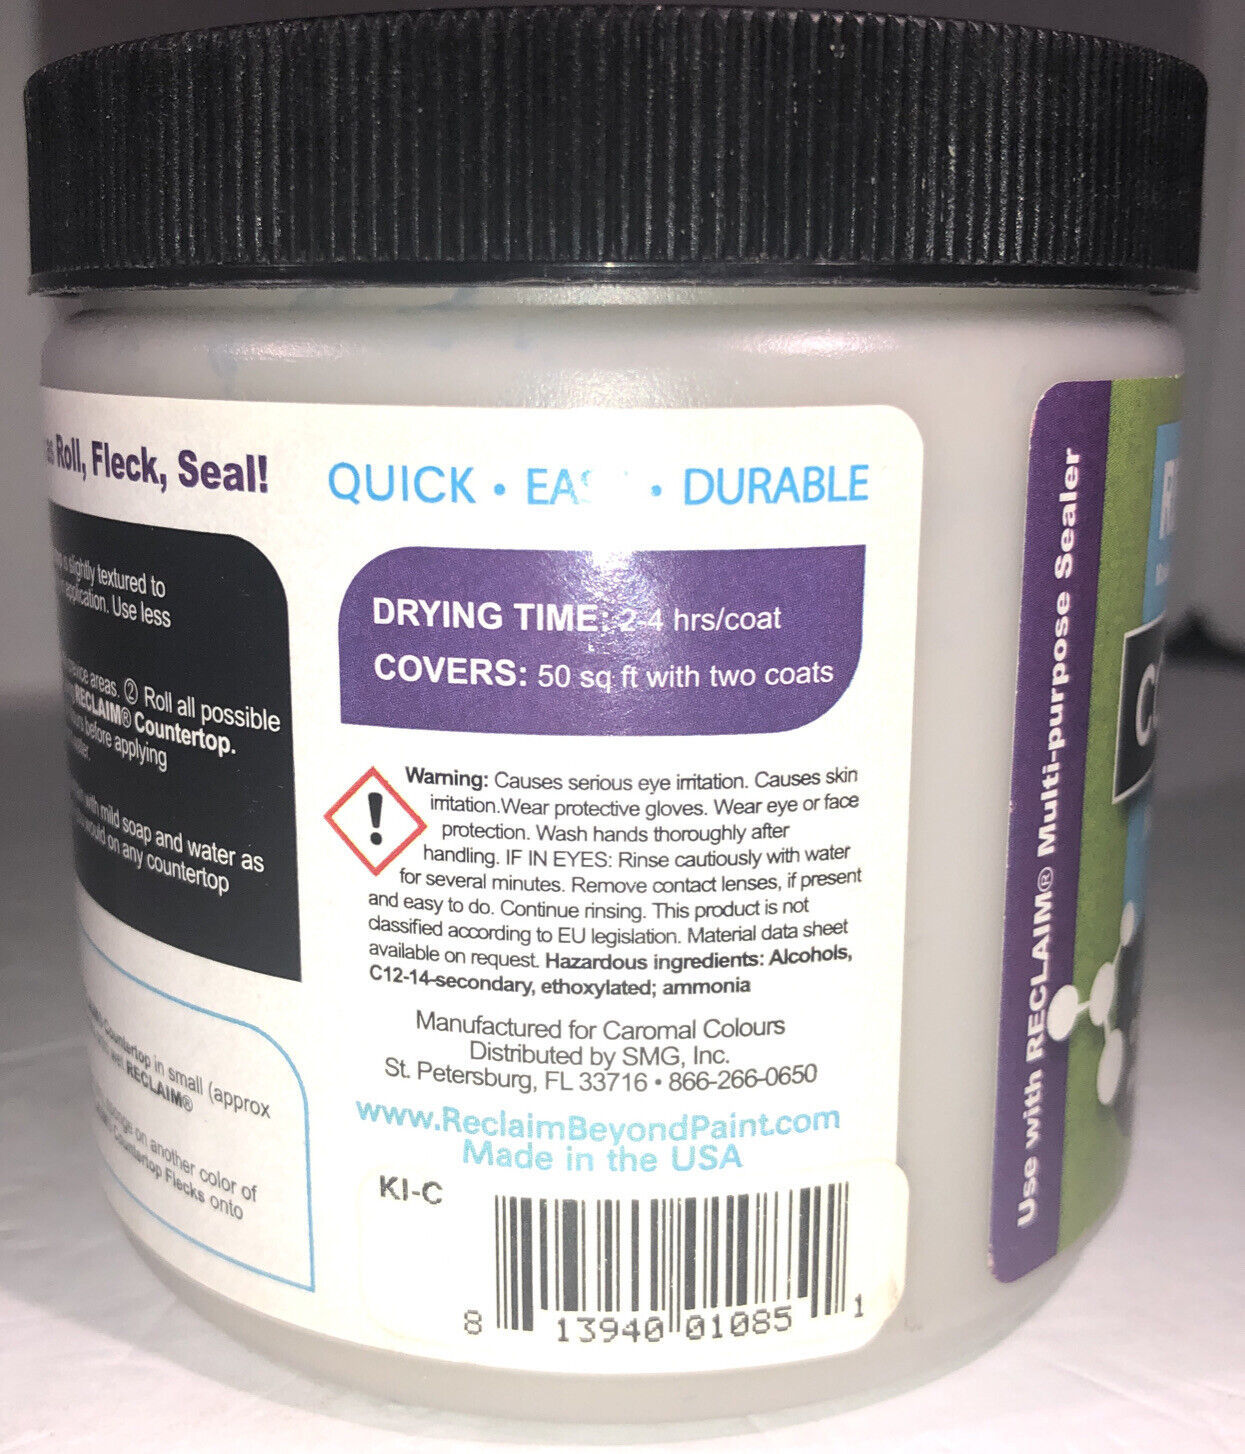 Roll, Fleck, Seal!
slightly textured to
application. Use less
areas. ② Roll all possible
RECLAIM® Countertop.
before applying
with mild soap and water as
would on any countertop
Countertop in small (approx
RECLAIM®
on another color of
Countertop Flecks onto
QUICK • EAS • DURABLE
DRYING TIME: 2-4 hrs/coat
COVERS: 50 sq ft with two coats
!
Warning: Causes serious eye irritation. Causes skin
irritation.Wear protective gloves. Wear eye or face
protection. Wash hands thoroughly after
handling. IF IN EYES: Rinse cautiously with water
for several minutes. Remove contact lenses, if present
and easy to do. Continue rinsing. This product is not
classified according to EU legislation. Material data sheet
available on request. Hazardous ingredients: Alcohols,
C12-14-secondary, ethoxylated; ammonia
Manufactured for Caromal Colours
Distributed by SMG, Inc.
St. Petersburg, FL 33716 • 866-266-0650
www.ReclaimBeyondPaint.com
Made in the USA
KI-C
8 13940 01085 1
Use with RECLAIM® Multi-purpose Sealer